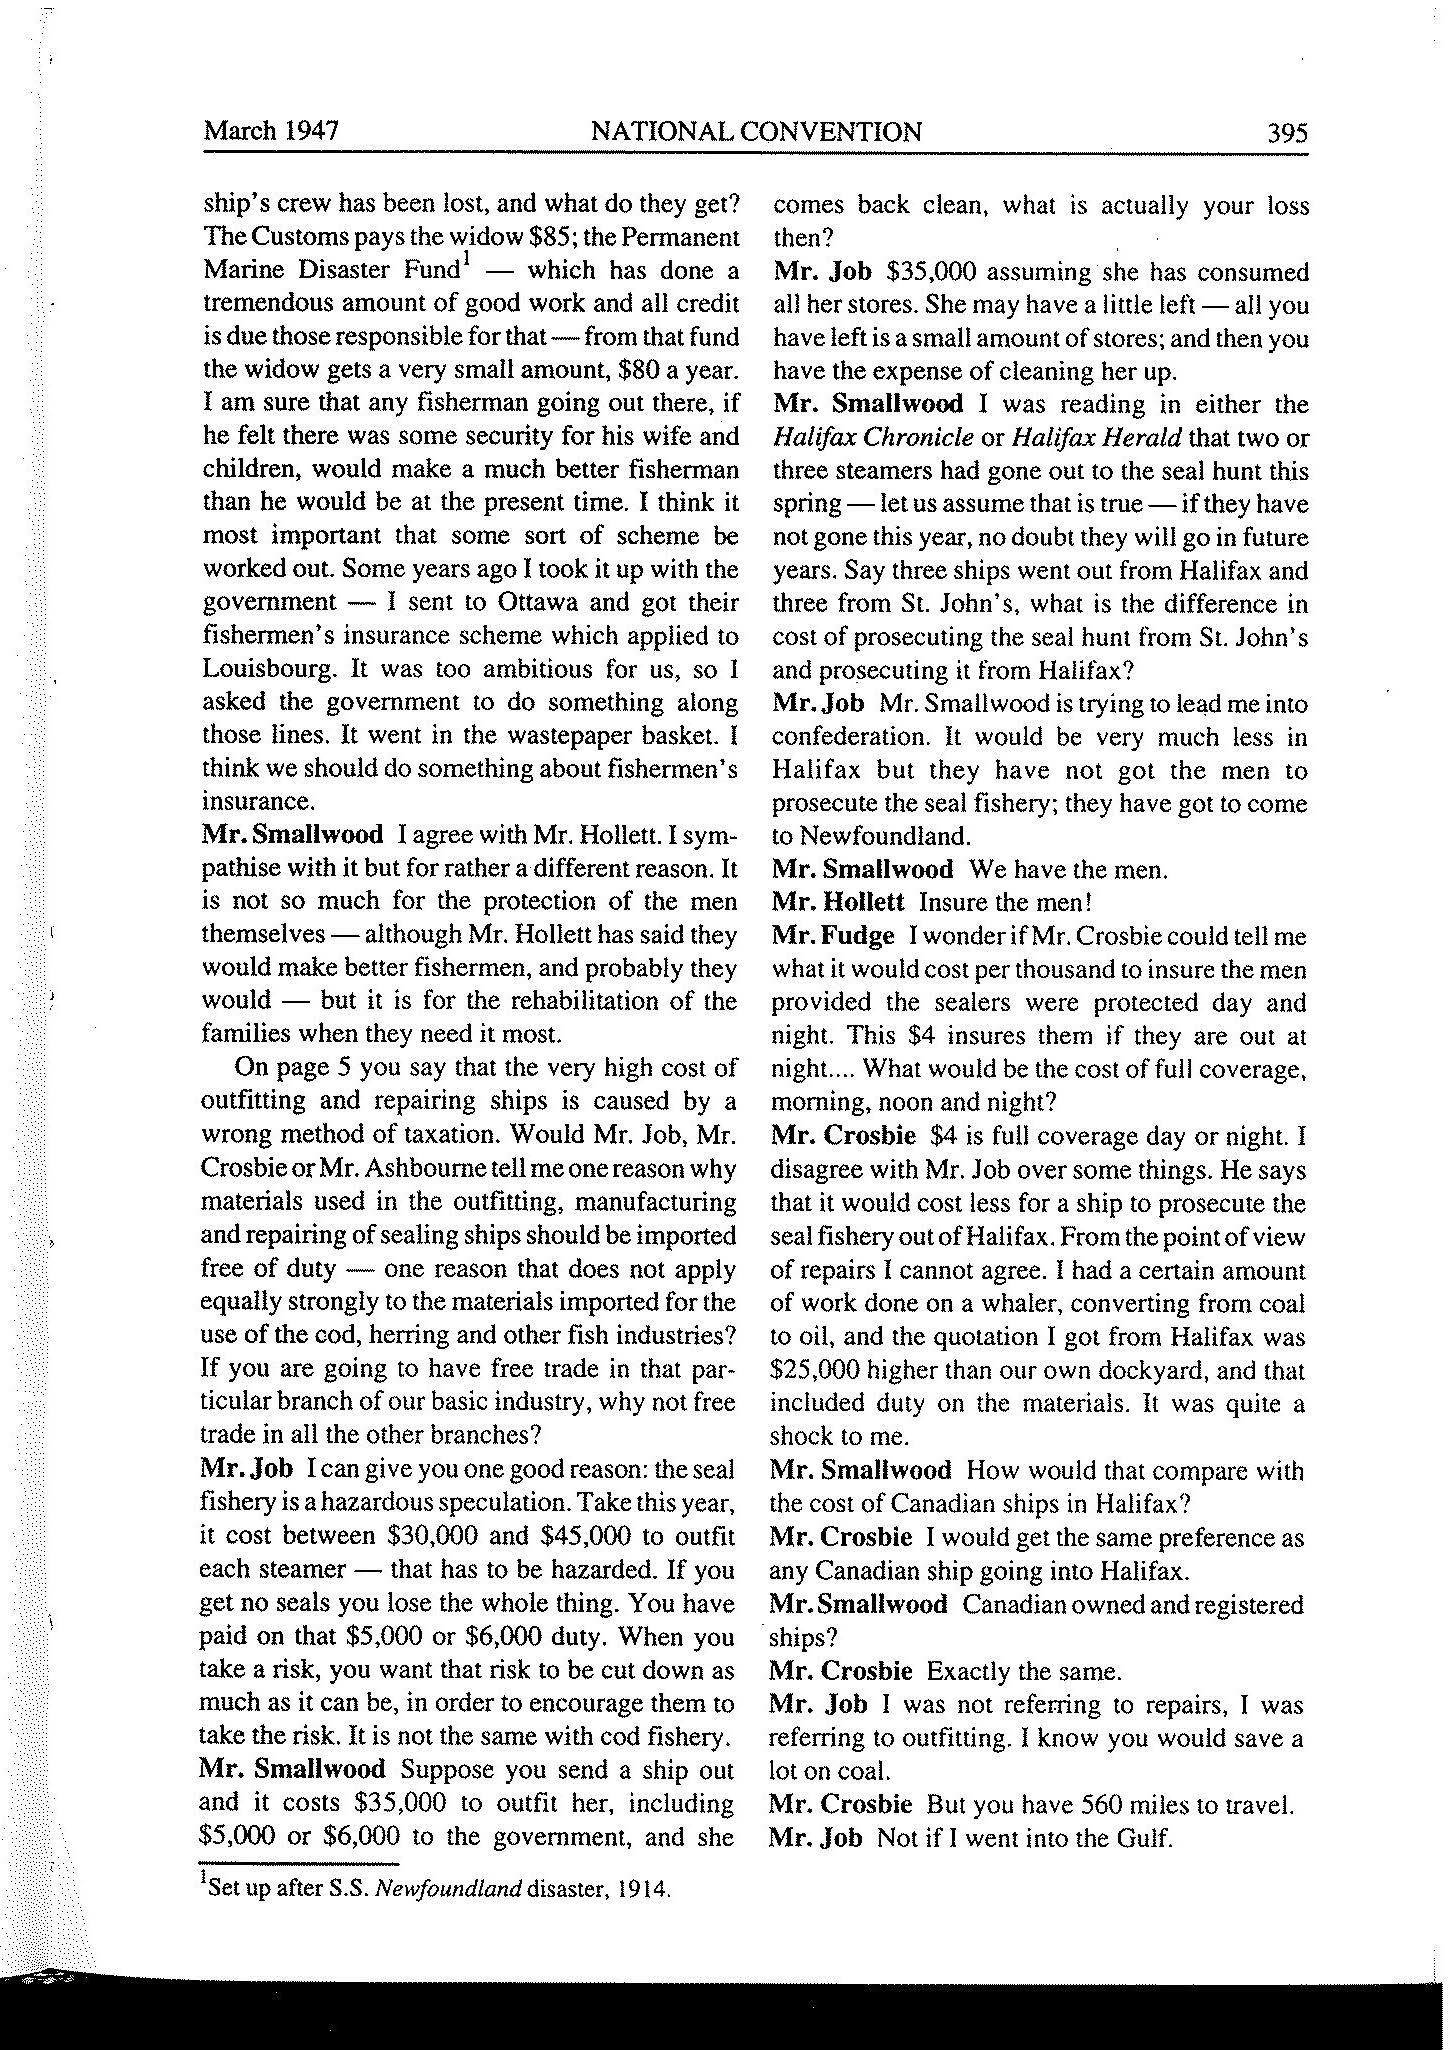 March 1947 NATIONAL CONVENTION 395
ship's crew has been lost, and what do they get?
The Customs pays the widow $85; the Permanent
Marine Disaster Fund1 — which has done a
tremendous amount of good work and all credit
is due those responsible for that — from that fund
the widow gets a very small amount, $80 a year.
I am sure that any fisherman going out there, if
he felt there was some security for his wife and
children, would make a much better fisherman
than he would be at the present time. I think it
most important that some sort of scheme be
worked out. Some years ago I took it up with the
government — I sent to Ottawa and got their
fishermen's insurance scheme which applied to
Louisbourg. It was too ambitious for us, so I
asked the government to do something along
those lines. It went in the wastepaper basket. I
think we should do something about fishermen's
insurance.
Mr. Smallwood I agree with Mr. Hollett. I sym-
pathise with it but for rather a different reason. It
is not so much for the protection of the men
themselves — although Mr. Hollett has said they
would make better fishermen, and probably they
would — but it is for the rehabilitation of the
families when they need it most.
On page 5 you say that the very high cost of
outfitting and repairing ships is caused by a
wrong method of taxation. Would Mr. Job, Mr.
Crosbie or Mr. Ashbourne tell me one reason why
materials used in the outfitting, manufacturing
and repairing of sealing ships should be imported
free of duty — one reason that does not apply
equally strongly to the materials imported for the
use of the cod, herring and other fish industries?
If you are going to have free trade in that par-
ticular branch of our basic industry, why not free
trade in all the other branches?
Mr. Job I can give you one good reason: the seal
fishery is a hazardous speculation. Take this year,
it cost between $30,000 and $45,000 to outfit
each steamer — that has to be hazarded. If you
get no seals you lose the whole thing. You have
paid on that $5,000 or $6,000 duty. When you
take a risk, you want that risk to be cut down as
much as it can be, in order to encourage them to
take the risk. It is not the same with cod fishery.
Mr. Smallwood Suppose you send a ship out
and it costs $35,000 to outfit her, including
$5,000 or $6,000 to the government, and she
1Set up after S.S. Newfoundland disaster, 1914.
comes back clean, what is actually your loss
then?
Mr. Job $35,000 assuming she has consumed
all her stores. She may have a little left — all you
have left is a small amount of stores; and then you
have the expense of cleaning her up.
Mr. Smallwood I was reading in either the
Halifax Chronicle or Halifax Herald that two or
three steamers had gone out to the seal hunt this
spring — let us assume that is true — if they have
not gone this year, no doubt they will go in future
years. Say three ships went out from Halifax and
three from St. John's, what is the difference in
cost of prosecuting the seal hunt from St. John's
and prosecuting it from Halifax?
Mr. Job Mr. Smallwood is trying to lead me into
confederation. It would be very much less in
Halifax but they have not got the men to
prosecute the seal fishery; they have got to come
to Newfoundland.
Mr. Smallwood We have the men.
Mr. Hollett Insure the men!
Mr. Fudge I wonder if Mr. Crosbie could tell me
what it would cost per thousand to insure the men
provided the sealers were protected day and
night. This $4 insures them if they are out at
night.... What would be the cost of full coverage,
morning, noon and night?
Mr. Crosbie $4 is full coverage day or night. I
disagree with Mr. Job over some things. He says
that it would cost less for a ship to prosecute the
seal fishery out of Halifax. From the point of view
of repairs I cannot agree. I had a certain amount
of work done on a whaler, converting from coal
to oil, and the quotation I got from Halifax was
$25,000 higher than our own dockyard, and that
included duty on the materials. It was quite a
shock to me.
Mr. Smallwood How would that compare with
the cost of Canadian ships in Halifax?
Mr. Crosbie I would get the same preference as
any Canadian ship going into Halifax.
Mr. Smallwood Canadian owned and registered
ships?
Mr. Crosbie Exactly the same.
Mr. Job I was not referring to repairs, I was
referring to outfitting. I know you would save a
lot on coal.
Mr. Crosbie But you have 560 miles to travel.
Mr. Job Not if I went into the Gulf.